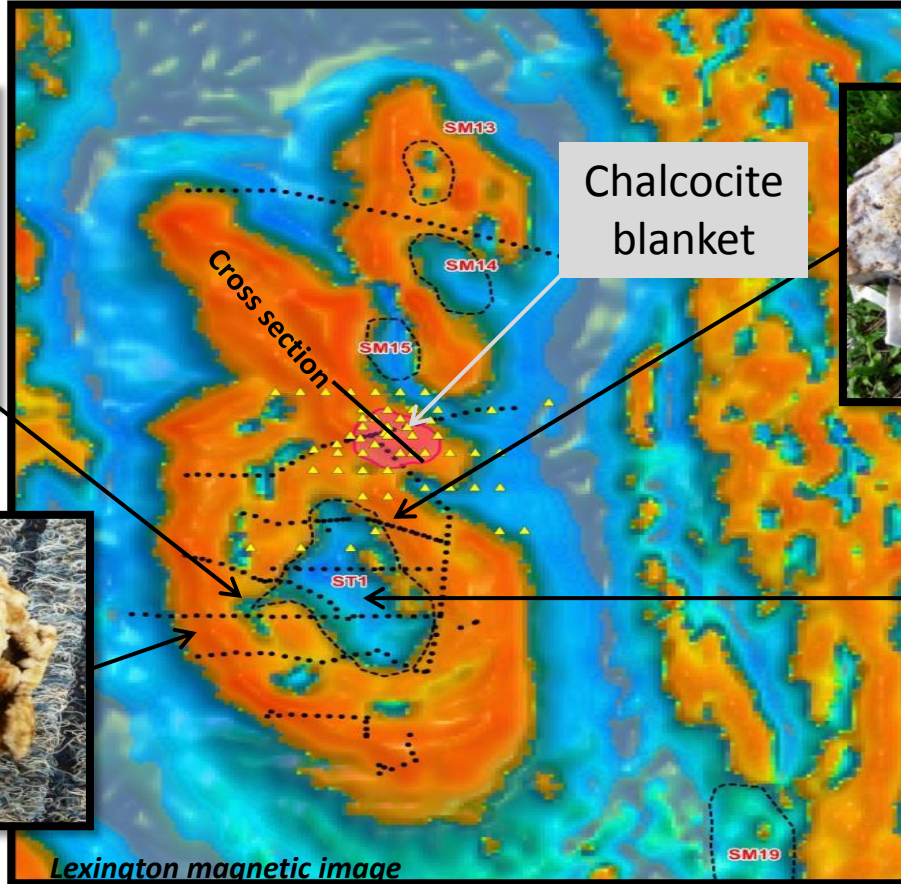 SM13
Chalcocite
blanket
Cross section
SM14
SM15
ST1
SM19
Lexington magnetic image